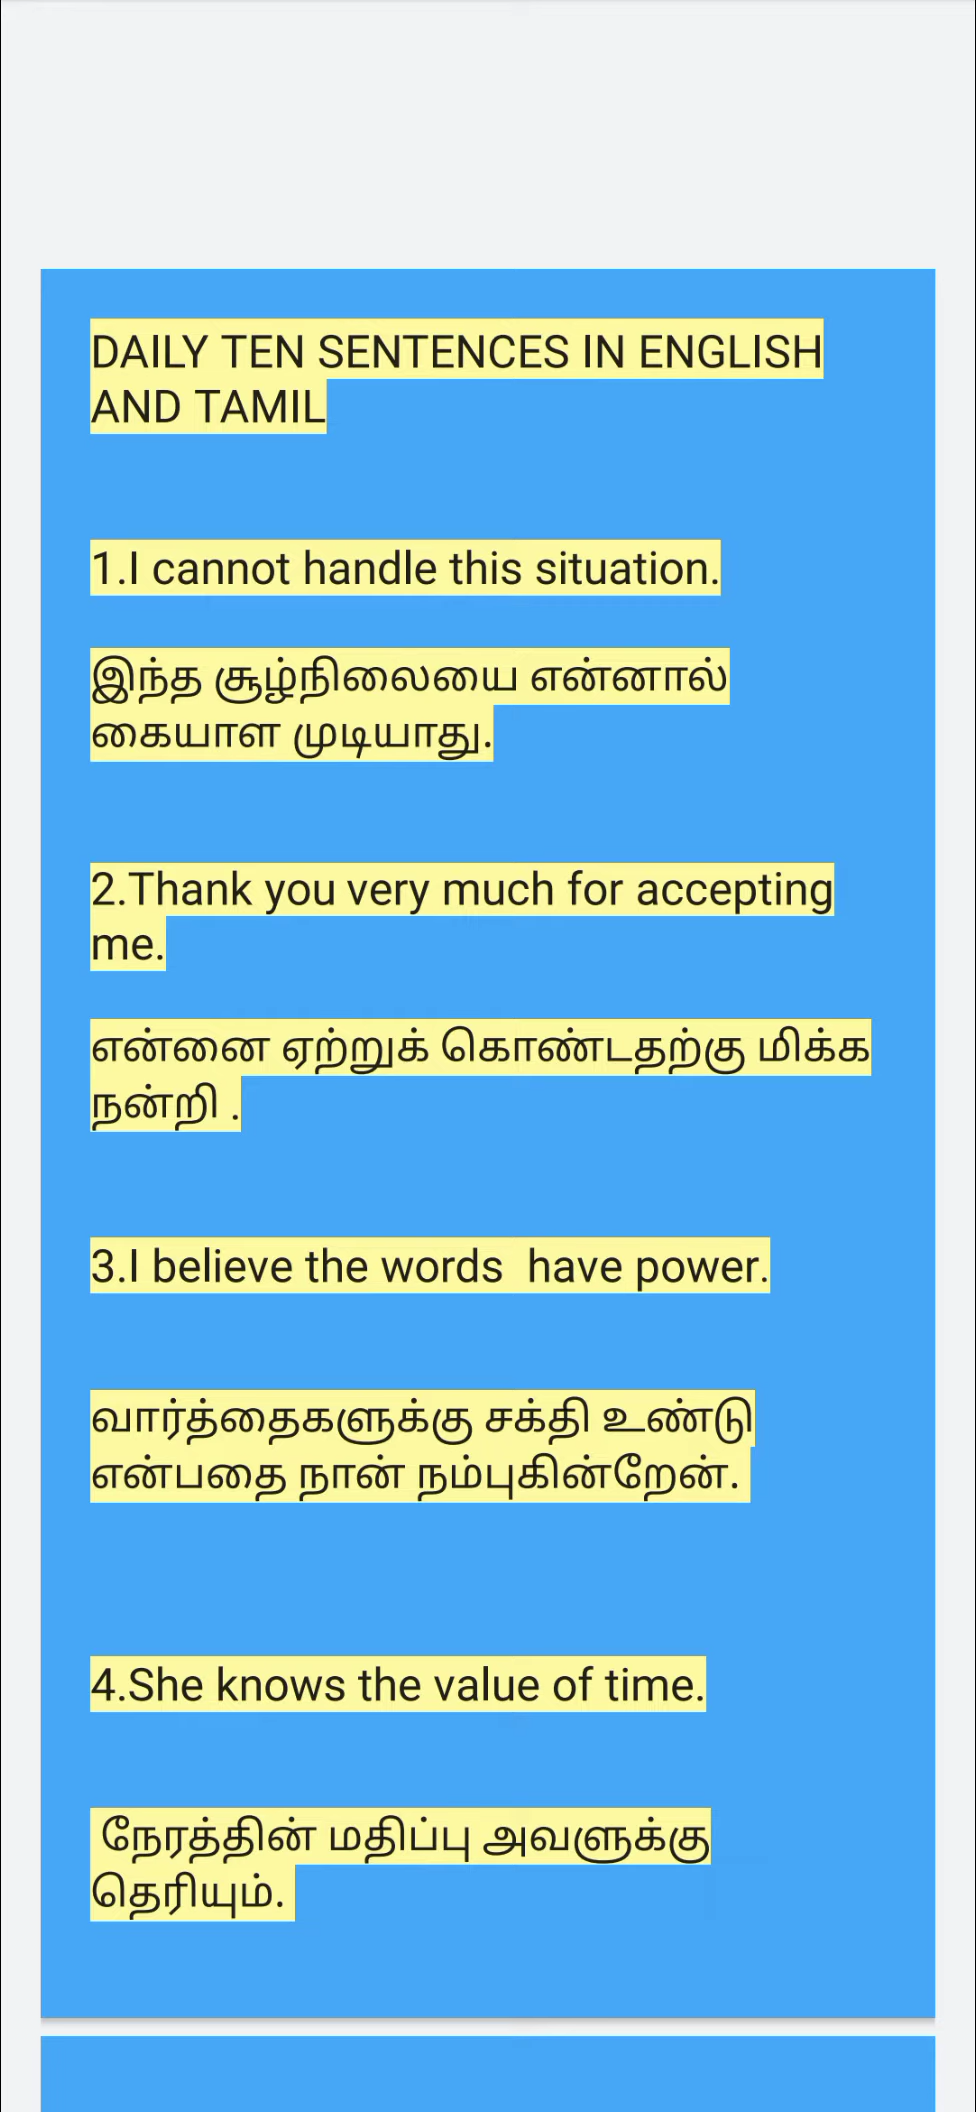 DAILY TEN SENTENCES IN ENGLISH
AND TAMIL
1.I cannot handle this situation.
இந்த சூழ்நிலையை என்னால்
கையாள முடியாது.
2.Thank you very much for accepting
me.
என்னை ஏற்றுக் கொண்டதற்கு மிக்க
நன்றி .
3.I believe the words  have power.
வார்த்தைகளுக்கு சக்தி உண்டு
என்பதை நான் நம்புகின்றேன்.
4.She knows the value of time.
நேரத்தின் மதிப்பு அவளுக்கு
தெரியும்.